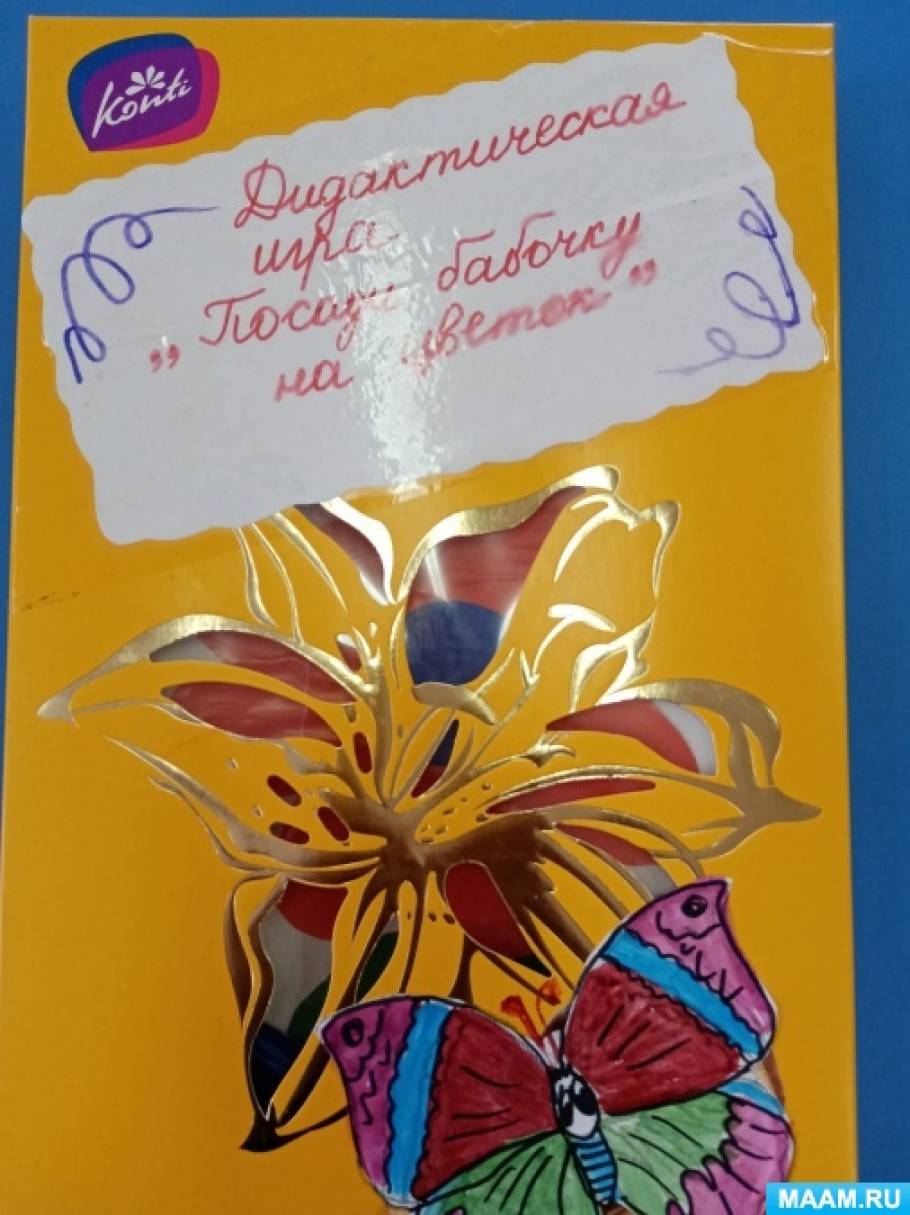 Konti
Дидактическая
игра
„Посади бабочку
на цветок”
MAAM.RU